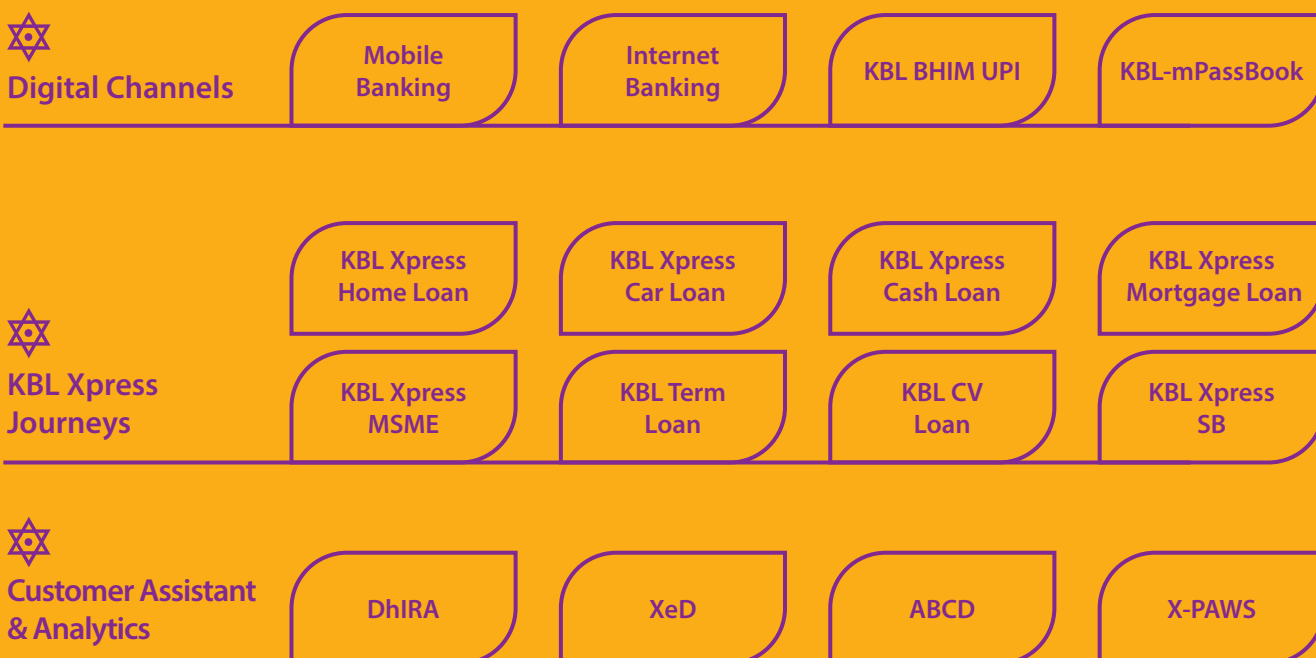 Digital Channels
Mobile
Banking
Internet
Banking
KBL BHIM UPI
KBL-mPassBook
KBL Xpress
Journeys
KBL Xpress
Home Loan
KBL Xpress
Car Loan
KBL Xpress
Cash Loan
KBL Xpress
Mortgage Loan
KBL Xpress
MSME
KBL Term
Loan
KBL CV
Loan
KBL Xpress
SB
Customer Assistant
& Analytics
DhIRA
XeD
ABCD
X-PAWS